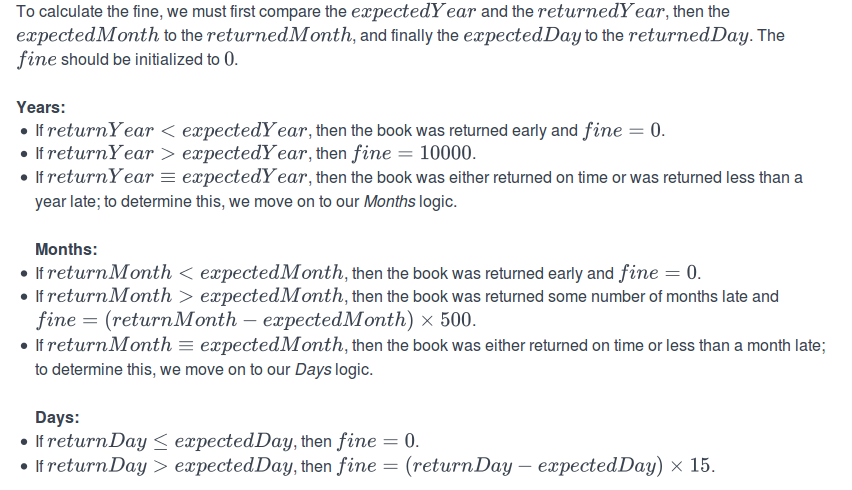 To calculate the fine, we must first compare the expectedYear and the returnedYear, then the
expectedMonth to the returnedMonth, and finally the expectedDay to the returnedDay. The
fine should be initialized to 0.
Years:
• If returnYear < expectedYear, then the book was returned early and fine = 0.
• If returnYear > expectedYear, then fine = 10000.
• If returnYear ≡ expectedYear, then the book was either returned on time or was returned less than a
year late; to determine this, we move on to our Months logic.
Months:
• If returnMonth < expectedMonth, then the book was returned early and fine = 0.
• If returnMonth > expectedMonth, then the book was returned some number of months late and
fine = (returnMonth − expectedMonth) × 500.
• If returnMonth ≡ expectedMonth, then the book was either returned on time or less than a month late;
to determine this, we move on to our Days logic.
Days:
• If returnDay ≤ expectedDay, then fine = 0.
• If returnDay > expectedDay, then fine = (returnDay − expectedDay) × 15.